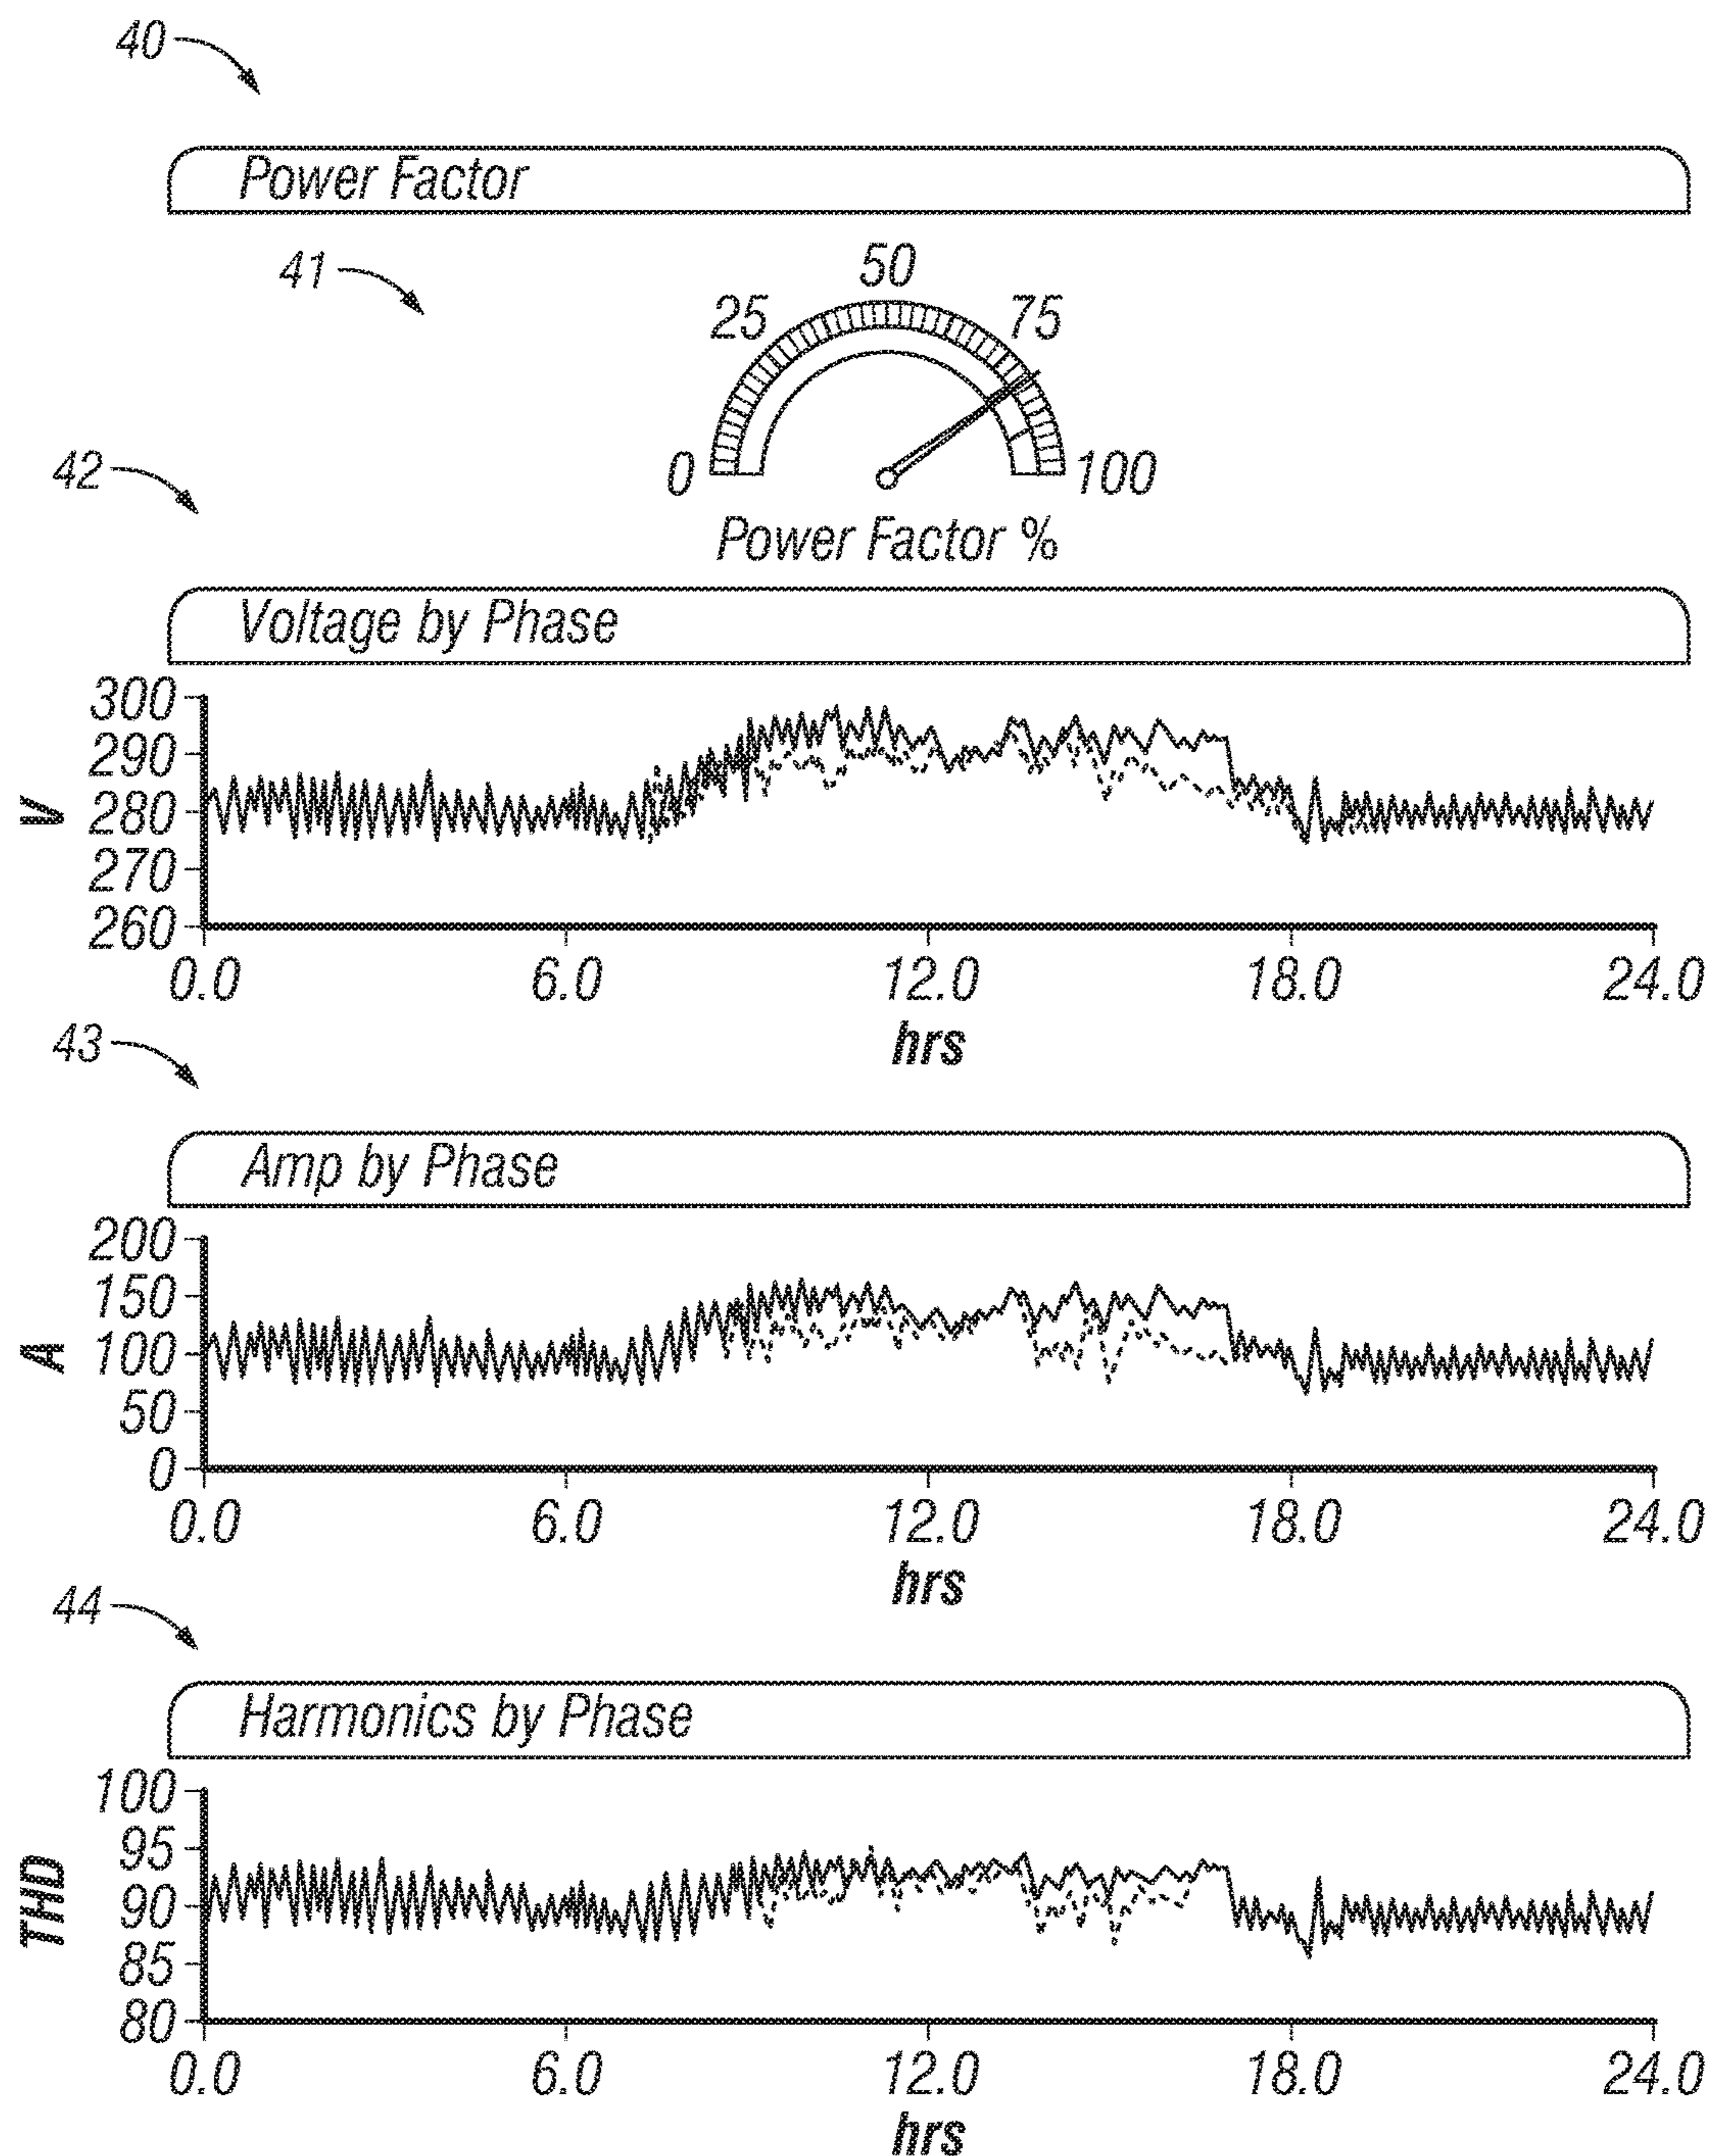 40
Power Factor
41
50
25 75
0 100
Power Factor %
42
Voltage by Phase
300
290
280
270
260
V
0.0 6.0 12.0 18.0 24.0
hrs
43
Amp by Phase
200
150
100
50
0
A
0.0 6.0 12.0 18.0 24.0
hrs
44
Harmonics by Phase
100
95
90
85
80
THD
0.0 6.0 12.0 18.0 24.0
hrs